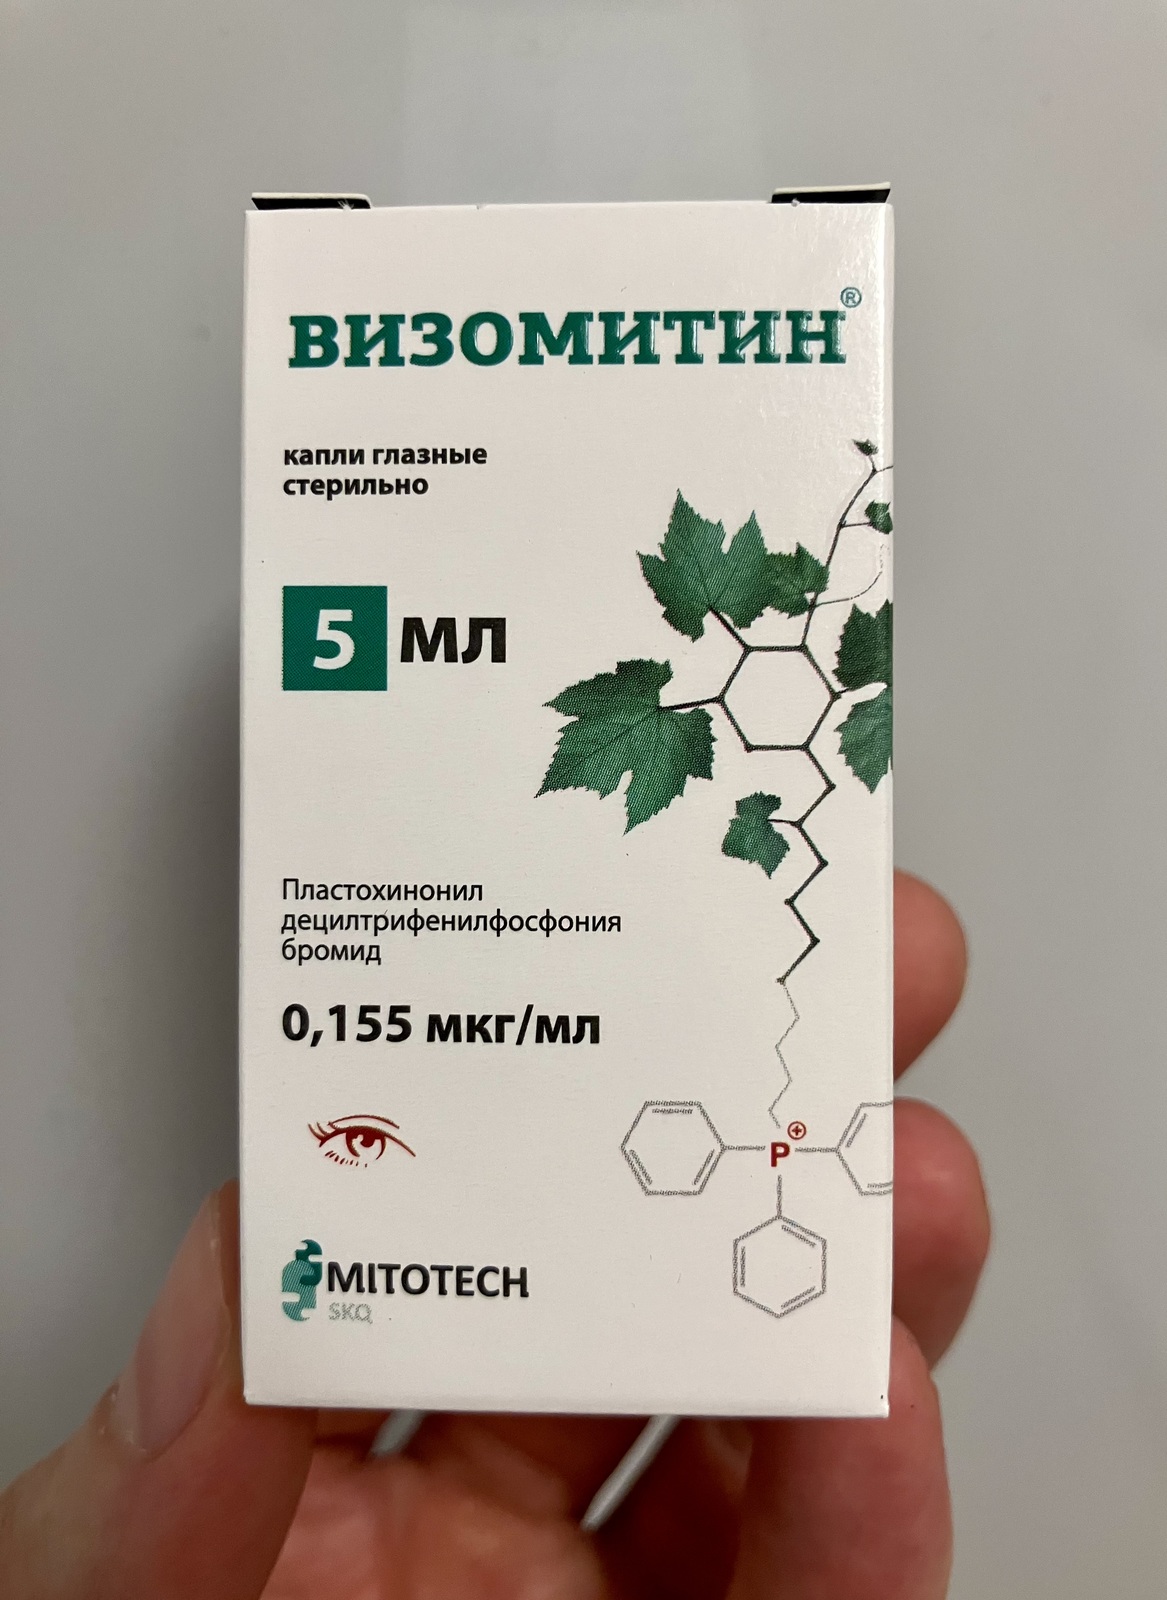 ВИЗОМИТИН®
капли глазные
стерильно
5 мл
Пластохинонил
децилтрифенилфосфония
бромид
0,155 мкг/мл
P⊕
MITOTECH
SKQ